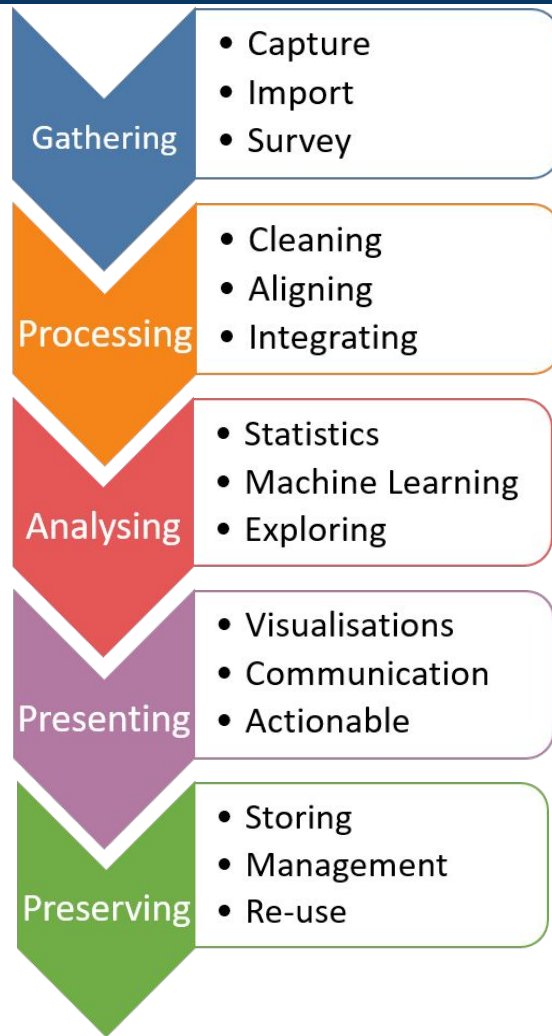 Gathering
• Capture
• Import
• Survey
Processing
• Cleaning
• Aligning
• Integrating
Analysing
• Statistics
• Machine Learning
• Exploring
Presenting
• Visualisations
• Communication
• Actionable
Preserving
• Storing
• Management
• Re-use